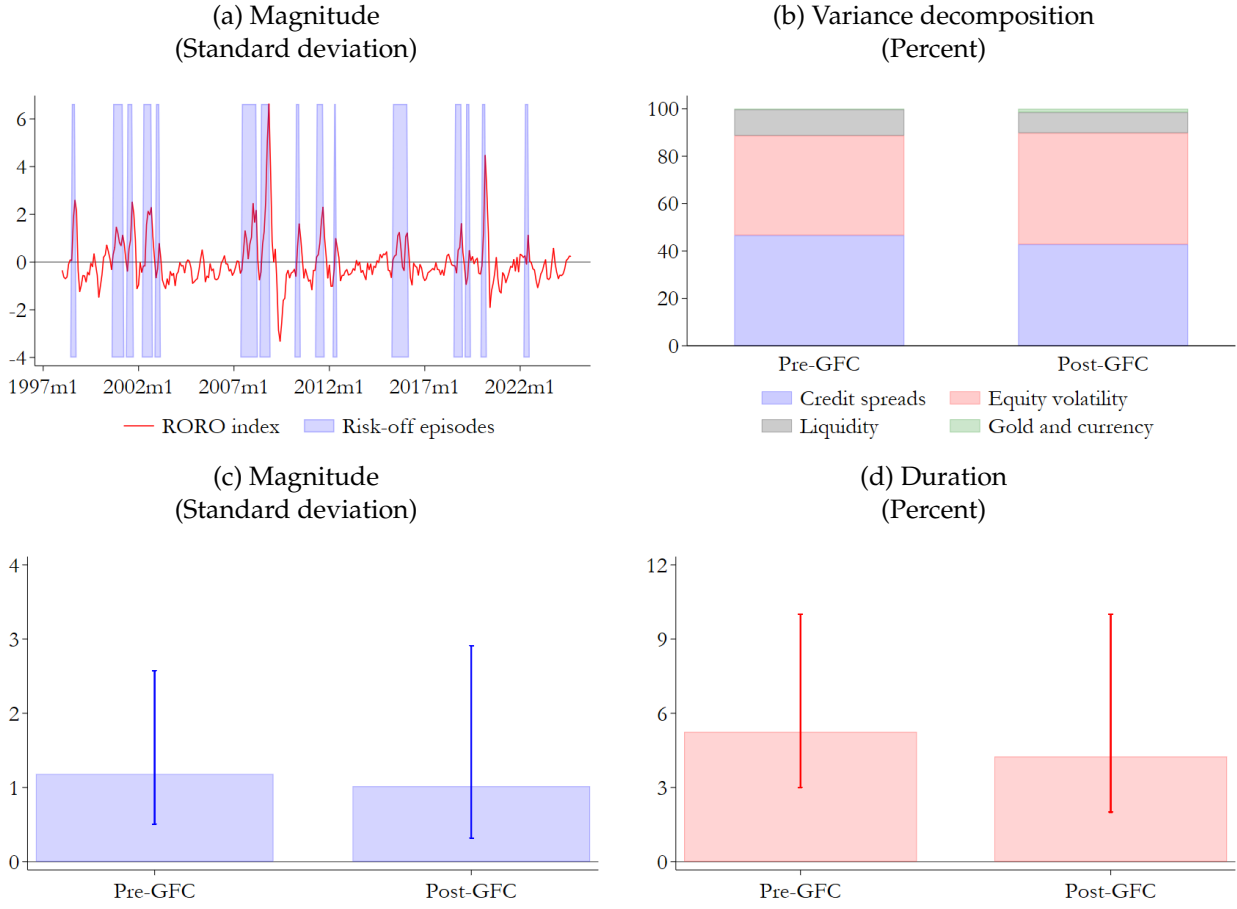 (a) Magnitude
(Standard deviation)
6
4
2
0
-2
-4
1997m1 2002m1 2007m1 2012m1 2017m1 2022m1
RORO index Risk-off episodes
(b) Variance decomposition
(Percent)
100
80
60
40
20
0
Pre-GFC Post-GFC
Credit spreads Equity volatility
Liquidity Gold and currency
(c) Magnitude
(Standard deviation)
4
3
2
1
0
Pre-GFC Post-GFC
(d) Duration
(Percent)
12
9
6
3
0
Pre-GFC Post-GFC